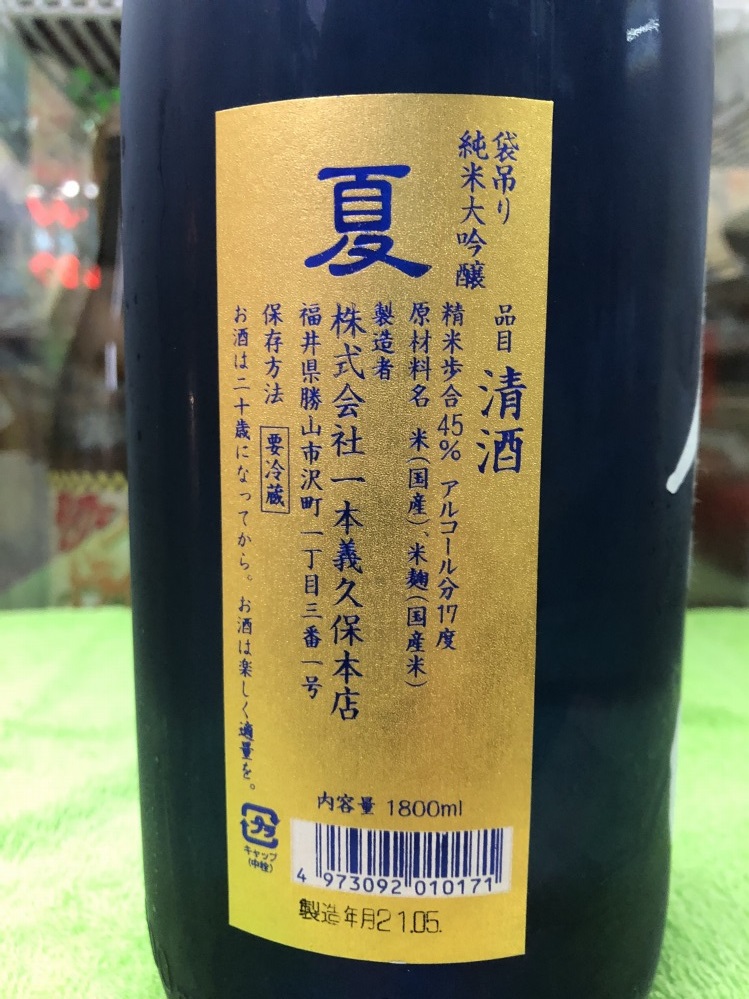 袋吊り
純米大吟醸
夏
品目 清酒
精米歩合45% アルコール分17度
原材料名 米(国産)、米麹(国産米)
製造者
株式会社一本義久保本店
福井県勝山市沢町一丁目三番一号
保存方法 要冷蔵
お酒は二十歳になってから。お酒は楽しく適量を。
内容量 1800ml
4 973092 010171
製造年月21.05.
プラ
キャップ
(中栓)